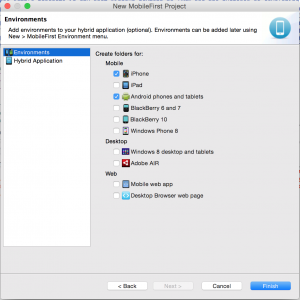 New MobileFirst Project
Environments
Add environments to your hybrid application (optional). Environments can be added later using
New > MobileFirst Environment menu.
Environments
Hybrid Application
Create folders for:
Mobile
iPhone
iPad
Android phones and tablets
BlackBerry 6 and 7
BlackBerry 10
Windows Phone 8
Desktop
Windows 8 desktop and tablets
Adobe AIR
Web
Mobile web app
Desktop Browser web page
?
< Back
Next >
Cancel
Finish